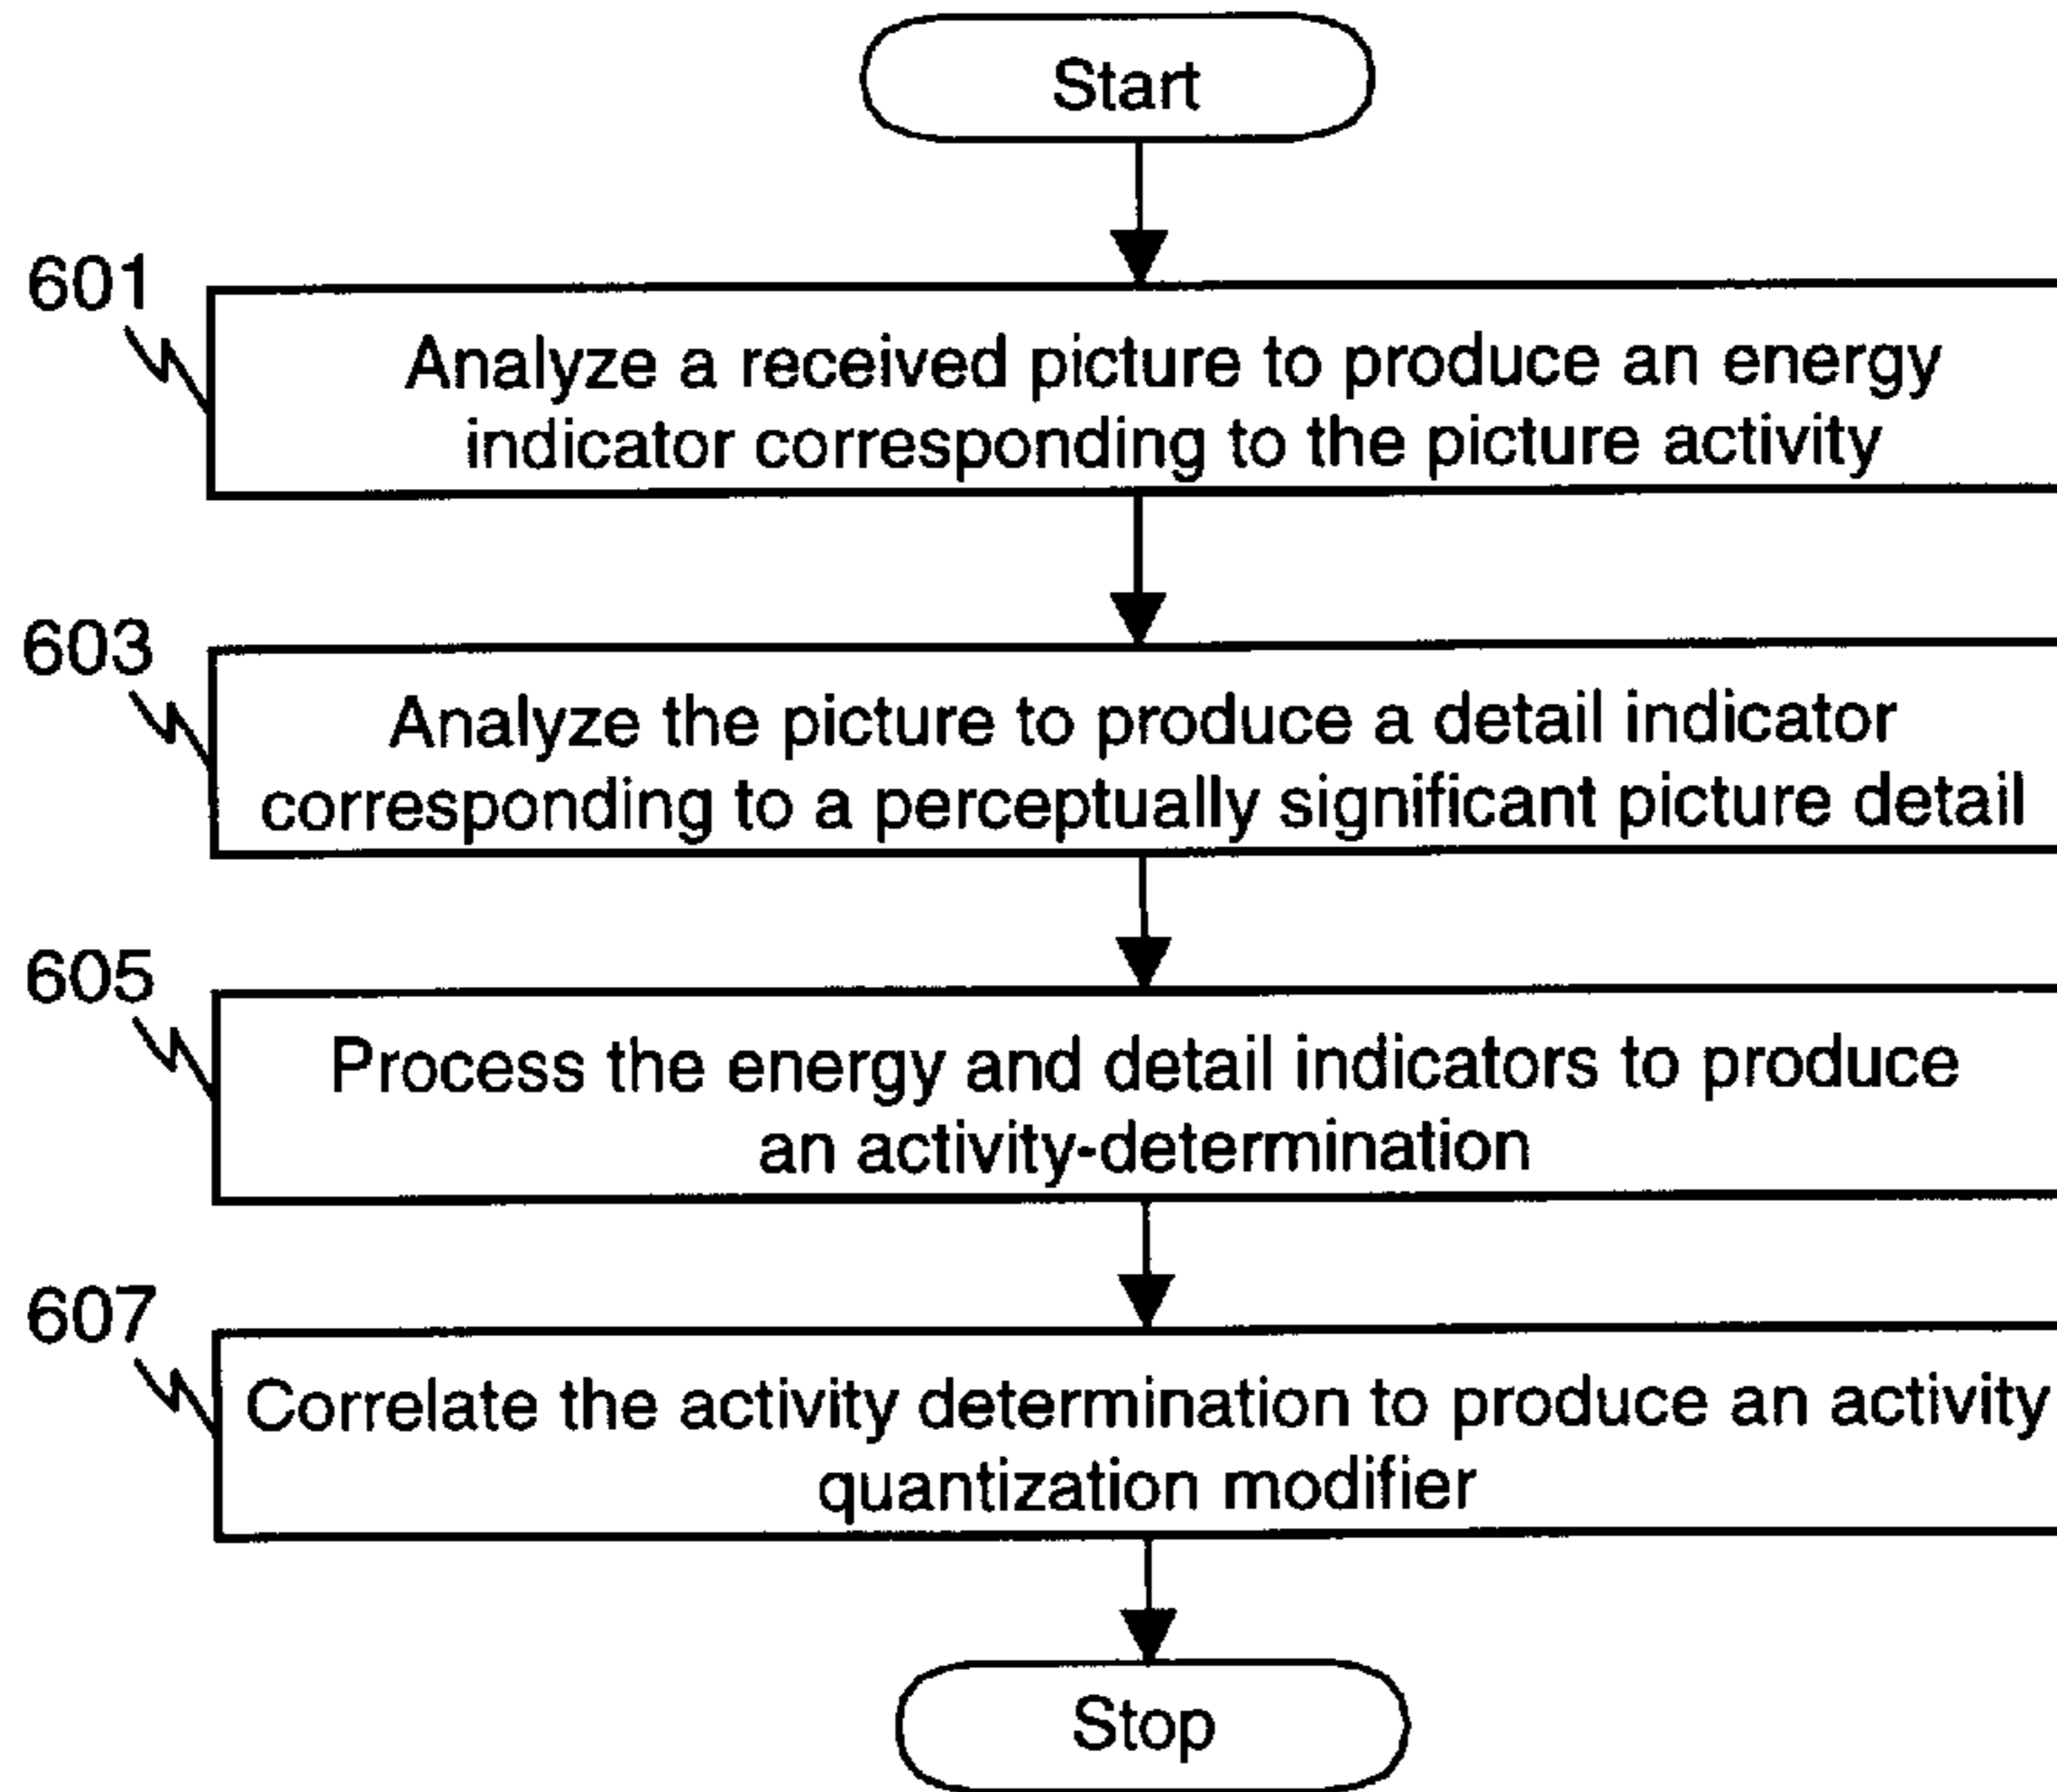 Start
601
Analyze a received picture to produce an energy
indicator corresponding to the picture activity
603
Analyze the picture to produce a detail indicator
corresponding to a perceptually significant picture detail
605
Process the energy and detail indicators to produce
an activity-determination
607
Correlate the activity determination to produce an activity
quantization modifier
Stop